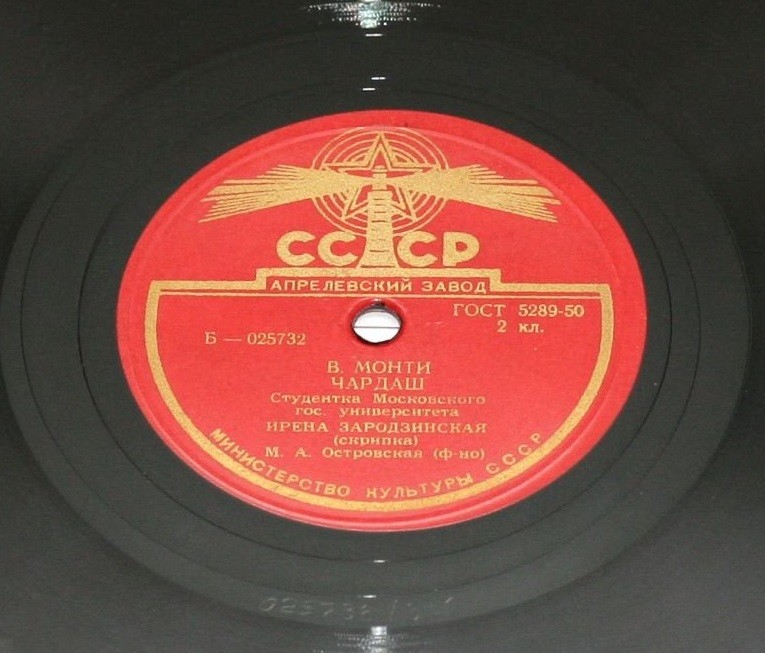 СССР
АПРЕЛЕВСКИЙ ЗАВОД
ГОСТ 5289-50
2 кл.
Б — 025732
В. МОНТИ
ЧАРДАШ
Студентка Московского
гос. университета
ИРЕНА ЗАРОДЗИНСКАЯ
(скрипка)
М. А. Островская (ф-но)
МИНИСТЕРСТВО КУЛЬТУРЫ СССР